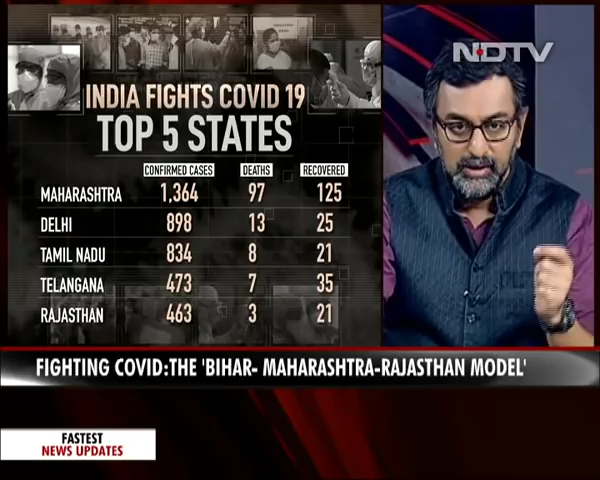 NDTV
INDIA FIGHTS COVID 19
TOP 5 STATES
CONFIRMED CASES DEATHS RECOVERED
MAHARASHTRA 1,364 97 125
DELHI 898 13 25
TAMIL NADU 834 8 21
TELANGANA 473 7 35
RAJASTHAN 463 3 21
FIGHTING COVID:THE 'BIHAR- MAHARASHTRA-RAJASTHAN MODEL'
FASTEST
NEWS UPDATES